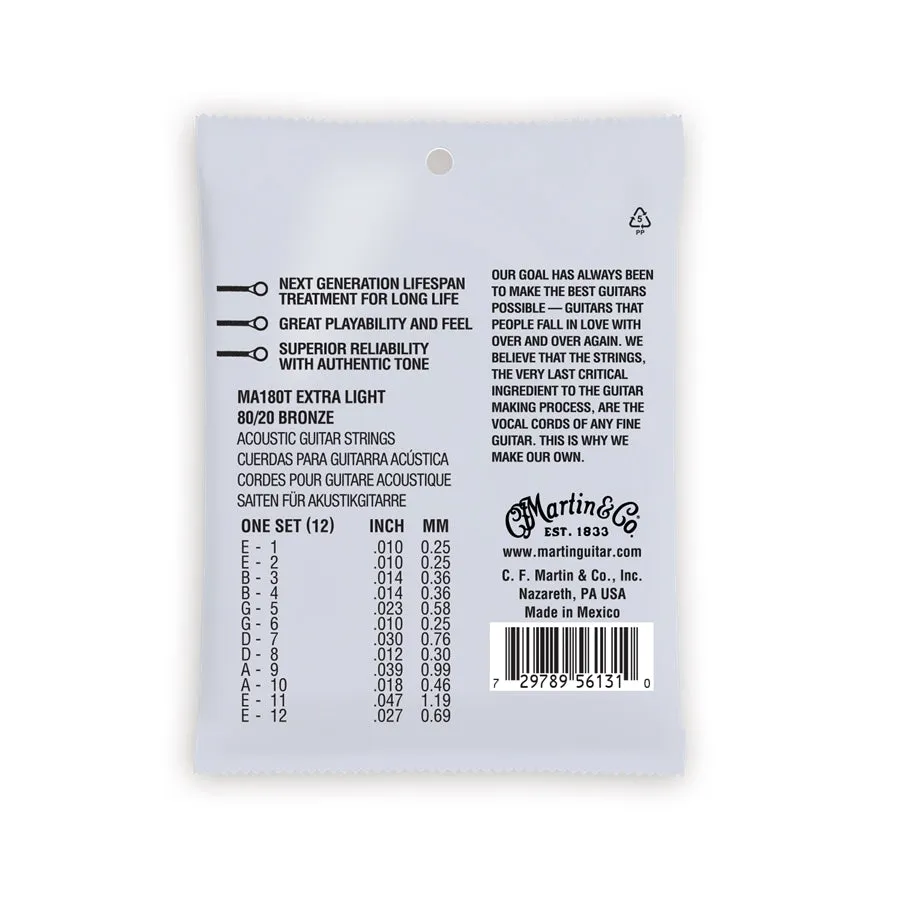 5
PP
NEXT GENERATION LIFESPAN
TREATMENT FOR LONG LIFE
GREAT PLAYABILITY AND FEEL
SUPERIOR RELIABILITY
WITH AUTHENTIC TONE
MA180T EXTRA LIGHT
80/20 BRONZE
ACOUSTIC GUITAR STRINGS
CUERDAS PARA GUITARRA ACÚSTICA
CORDES POUR GUITARE ACOUSTIQUE
SAITEN FÜR AKUSTIKGITARRE
ONE SET (12) INCH MM
E - 1 .010 0.25
E - 2 .010 0.25
B - 3 .014 0.36
B - 4 .014 0.36
G - 5 .023 0.58
G - 6 .010 0.25
D - 7 .030 0.76
D - 8 .012 0.30
A - 9 .039 0.99
A - 10 .018 0.46
E - 11 .047 1.19
E - 12 .027 0.69
OUR GOAL HAS ALWAYS BEEN
TO MAKE THE BEST GUITARS
POSSIBLE — GUITARS THAT
PEOPLE FALL IN LOVE WITH
OVER AND OVER AGAIN. WE
BELIEVE THAT THE STRINGS,
THE VERY LAST CRITICAL
INGREDIENT TO THE GUITAR
MAKING PROCESS, ARE THE
VOCAL CORDS OF ANY FINE
GUITAR. THIS IS WHY WE
MAKE OUR OWN.
CF Martin & Co.
EST. 1833
www.martinguitar.com
C. F. Martin & Co., Inc.
Nazareth, PA USA
Made in Mexico
7 29789 56131 0